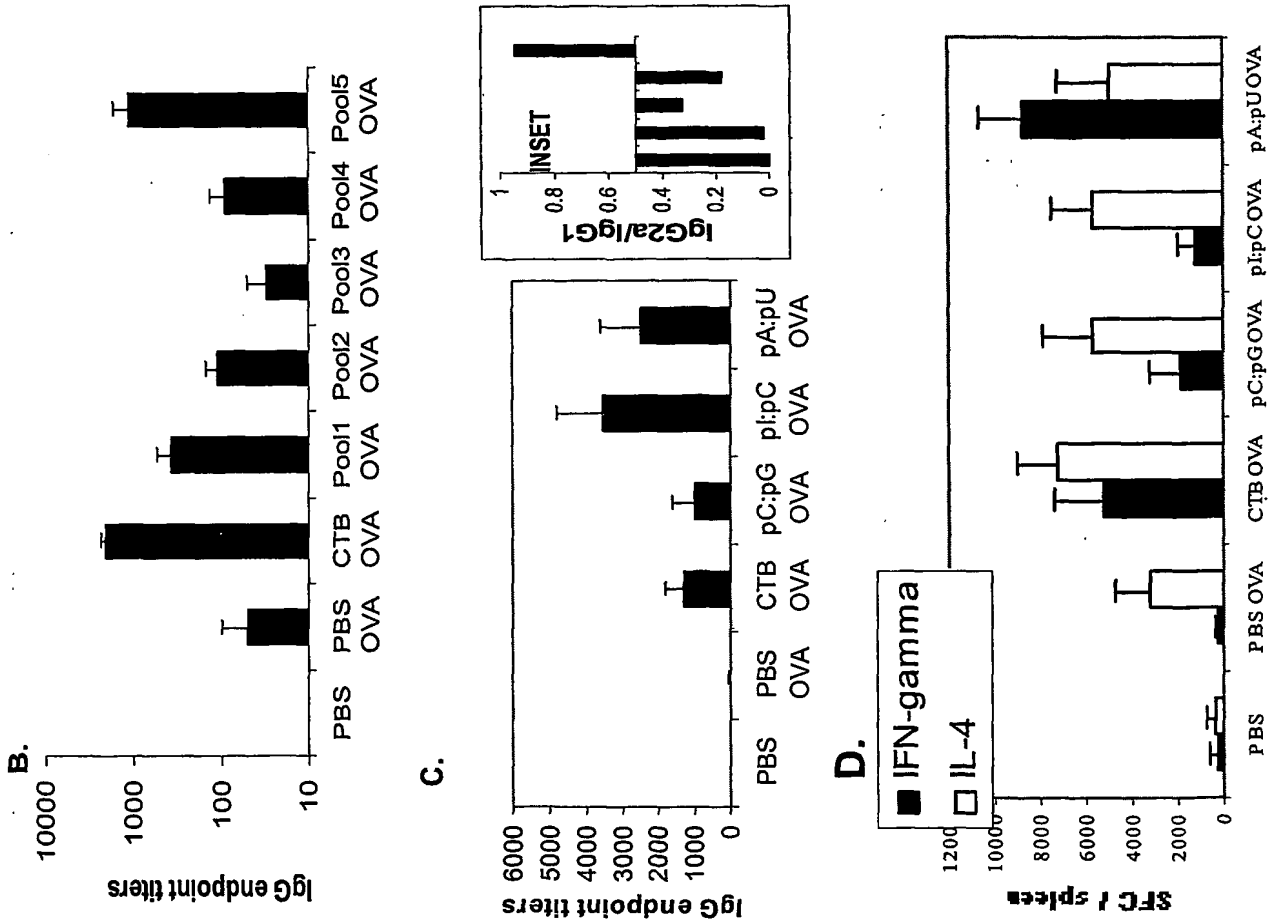 B.
IgG endpoint titers
10000
1000
100
10
PBS
PBS OVA
CTB OVA
Pool1 OVA
Pool2 OVA
Pool3 OVA
Pool4 OVA
Pool5 OVA
C.
IgG endpoint titers
6000
5000
4000
3000
2000
1000
0
PBS
PBS OVA
CTB OVA
pC:pG OVA
pI:pC OVA
pA:pU OVA
INSET
IgG2a/IgG1
1
0.8
0.6
0.4
0.2
0
D.
IFN-gamma
IL-4
SFC / spleen
1200
10000
8000
6000
4000
2000
0
PBS
PBS OVA
CTB OVA
pC:pG OVA
pI:pC OVA
pA:pU OVA